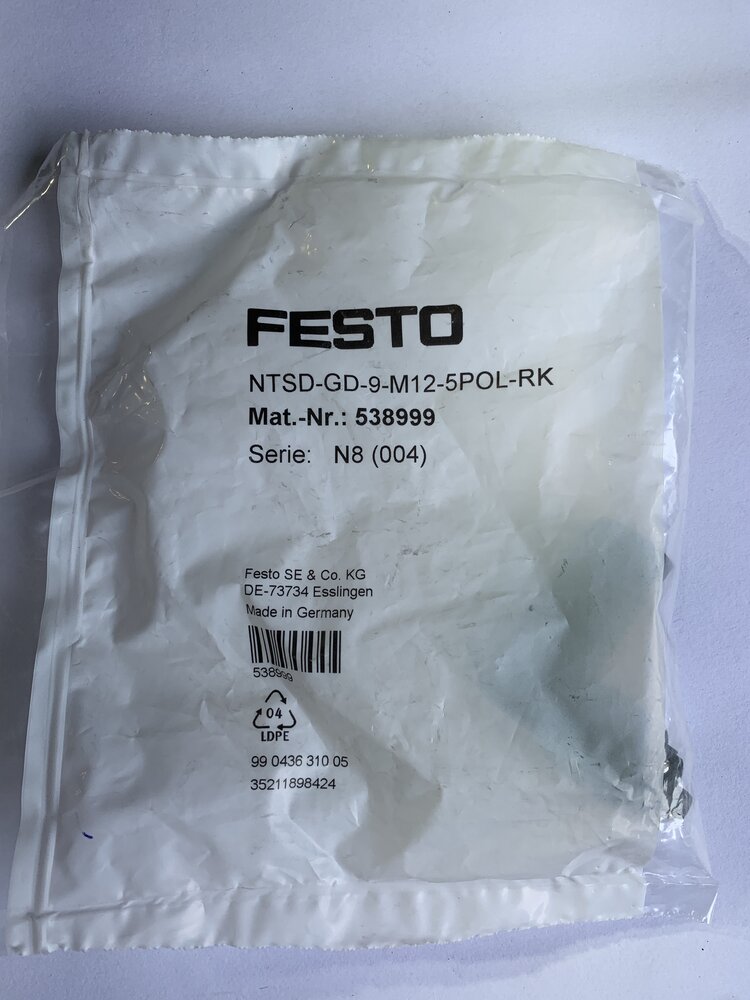 FESTO
NTSD-GD-9-M12-5POL-RK
Mat.-Nr.: 538999
Serie: N8 (004)
Festo SE & Co. KG
DE-73734 Esslingen
Made in Germany
538999
04
LDPE
99 0436 310 05
35211898424